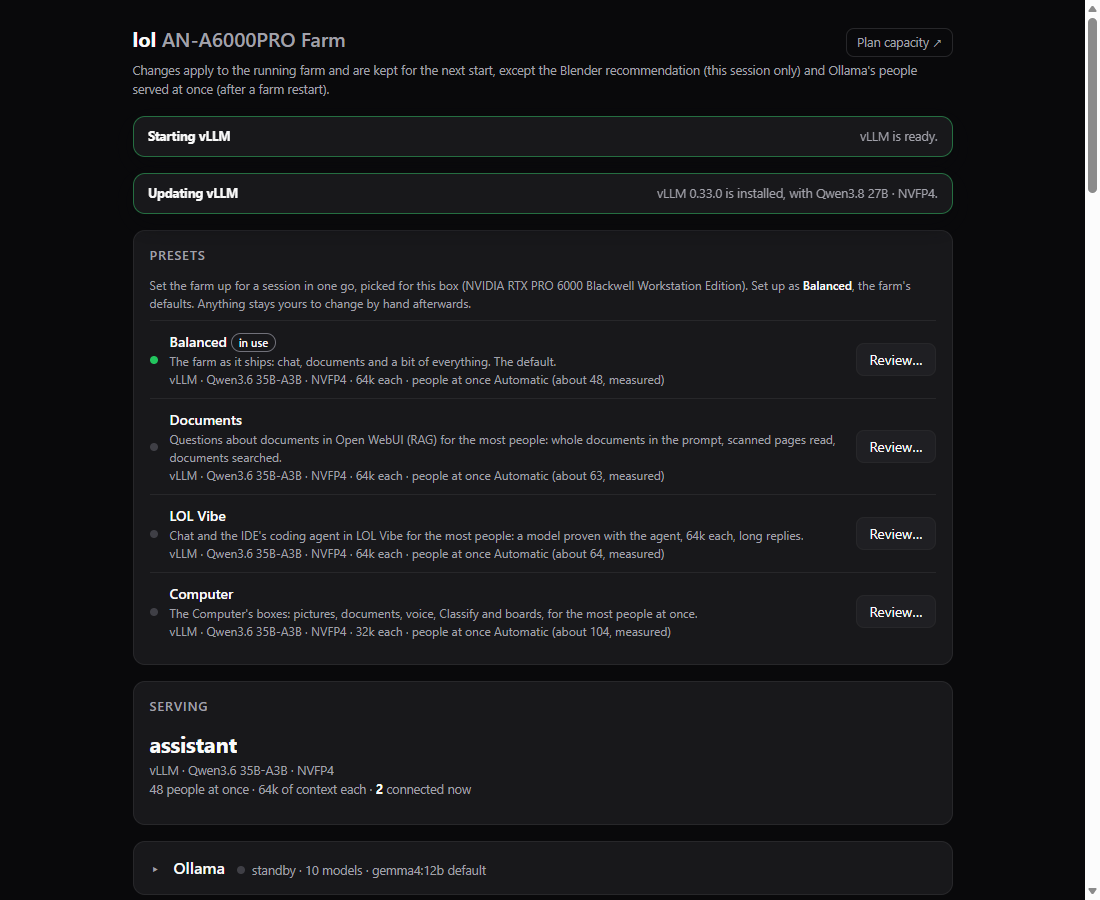 lol AN-A6000PRO Farm
Plan capacity ↗
Changes apply to the running farm and are kept for the next start, except the Blender recommendation (this session only) and Ollama's people
served at once (after a farm restart).
Starting vLLM
vLLM is ready.
Updating vLLM
vLLM 0.33.0 is installed, with Qwen3.8 27B · NVFP4.
PRESETS
Set the farm up for a session in one go, picked for this box (NVIDIA RTX PRO 6000 Blackwell Workstation Edition). Set up as Balanced, the farm's
defaults. Anything stays yours to change by hand afterwards.
Balanced in use
The farm as it ships: chat, documents and a bit of everything. The default.
vLLM · Qwen3.6 35B-A3B · NVFP4 · 64k each · people at once Automatic (about 48, measured)
Review...
Documents
Questions about documents in Open WebUI (RAG) for the most people: whole documents in the prompt, scanned pages read,
documents searched.
vLLM · Qwen3.6 35B-A3B · NVFP4 · 64k each · people at once Automatic (about 63, measured)
Review...
LOL Vibe
Chat and the IDE's coding agent in LOL Vibe for the most people: a model proven with the agent, 64k each, long replies.
vLLM · Qwen3.6 35B-A3B · NVFP4 · 64k each · people at once Automatic (about 64, measured)
Review...
Computer
The Computer's boxes: pictures, documents, voice, Classify and boards, for the most people at once.
vLLM · Qwen3.6 35B-A3B · NVFP4 · 32k each · people at once Automatic (about 104, measured)
Review...
SERVING
assistant
vLLM · Qwen3.6 35B-A3B · NVFP4
48 people at once · 64k of context each · 2 connected now
Ollama standby · 10 models · gemma4:12b default